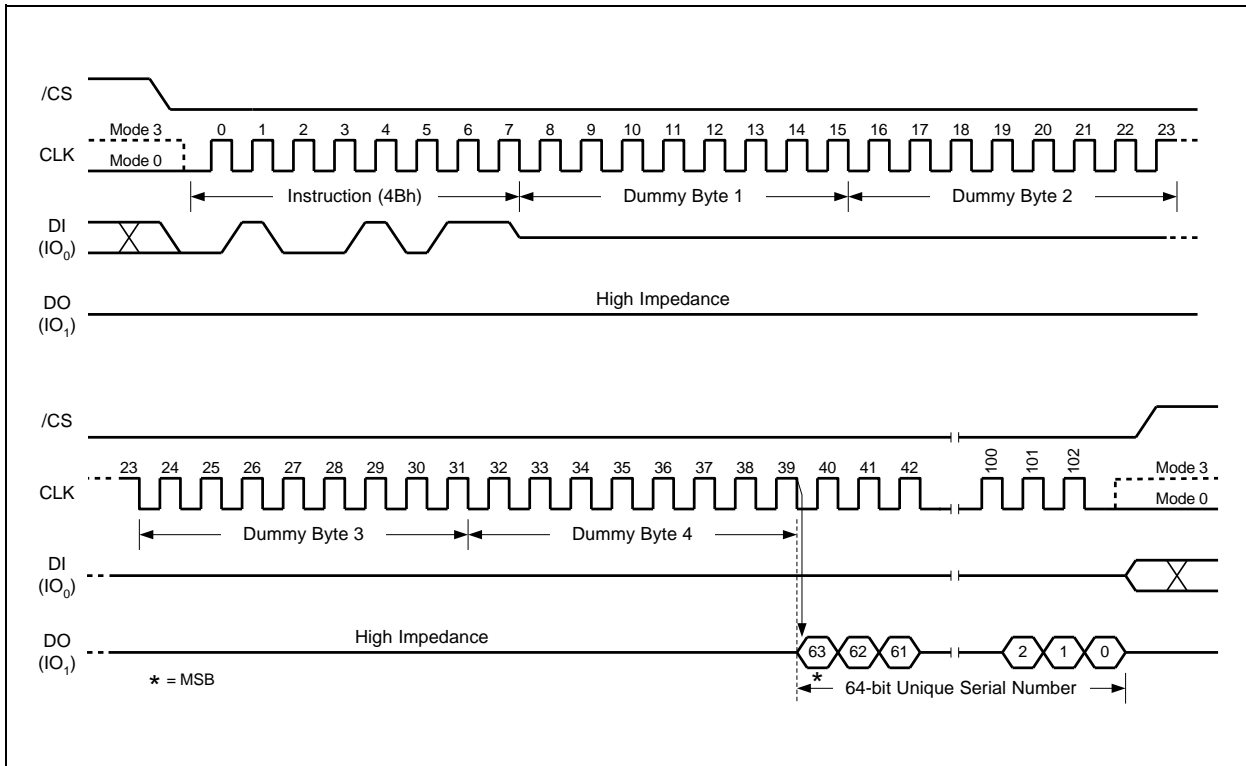 /CS
Mode 3
0 1 2 3 4 5 6 7 8 9 10 11 12 13 14 15 16 17 18 19 20 21 22 23
CLK
Mode 0
Instruction (4Bh)
Dummy Byte 1
Dummy Byte 2
DI
(IO0)
High Impedance
DO
(IO1)
/CS
23 24 25 26 27 28 29 30 31 32 33 34 35 36 37 38 39 40 41 42 100 101 102
Mode 3
CLK
Mode 0
Dummy Byte 3
Dummy Byte 4
DI
(IO0)
High Impedance
DO
(IO1)
63 62 61 2 1 0
* = MSB
*
64-bit Unique Serial Number